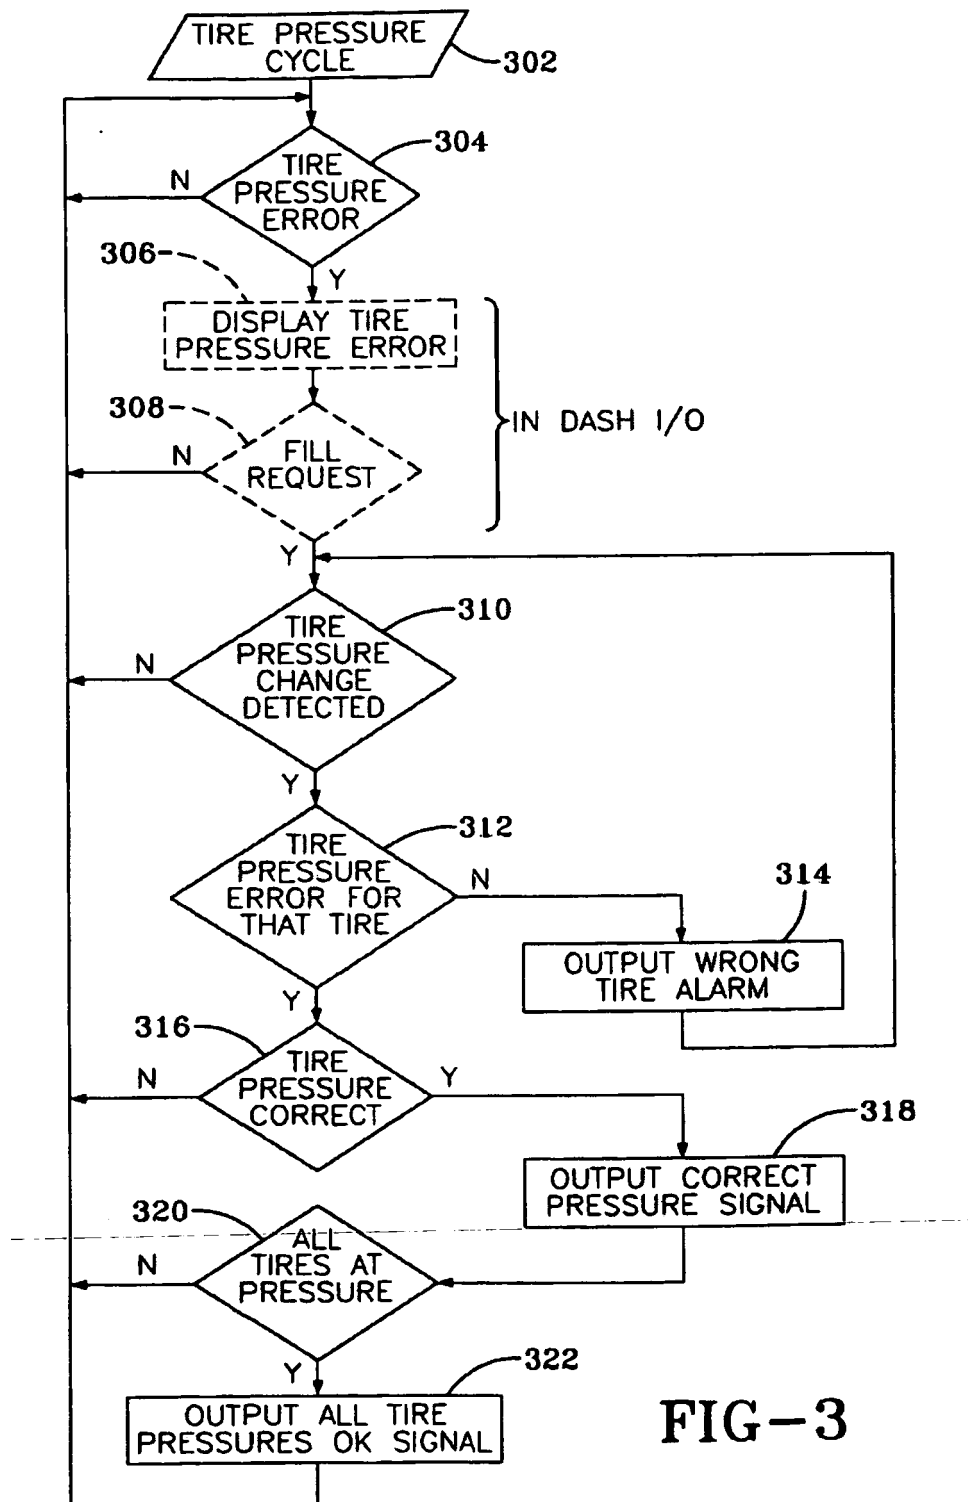 TIRE PRESSURE
CYCLE
302
304
TIRE
PRESSURE
ERROR
N
Y
306
DISPLAY TIRE
PRESSURE ERROR
308
FILL
REQUEST
N
IN DASH I/O
Y
310
TIRE
PRESSURE
CHANGE
DETECTED
N
Y
312
TIRE
PRESSURE
ERROR FOR
THAT TIRE
N
314
OUTPUT WRONG
TIRE ALARM
Y
316
TIRE
PRESSURE
CORRECT
N
Y
318
OUTPUT CORRECT
PRESSURE SIGNAL
320
ALL
TIRES AT
PRESSURE
N
Y
322
OUTPUT ALL TIRE
PRESSURES OK SIGNAL
FIG-3